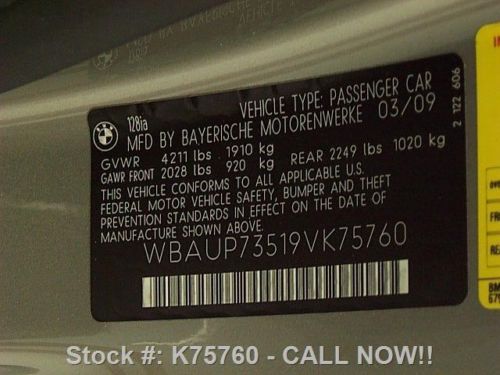 BMW
128ia
VEHICLE TYPE: PASSENGER CAR
MFD BY BAYERISCHE MOTORENWERKE 03/09
GVWR 4211 lbs 1910 kg
GAWR FRONT 2028 lbs 920 kg REAR 2249 lbs 1020 kg
THIS VEHICLE CONFORMS TO ALL APPLICABLE U.S.
FEDERAL MOTOR VEHICLE SAFETY, BUMPER AND THEFT
PREVENTION STANDARDS IN EFFECT ON THE DATE OF
MANUFACTURE SHOWN ABOVE.
WBAUP73519VK75760
2 122 606
Stock #: K75760 - CALL NOW!!